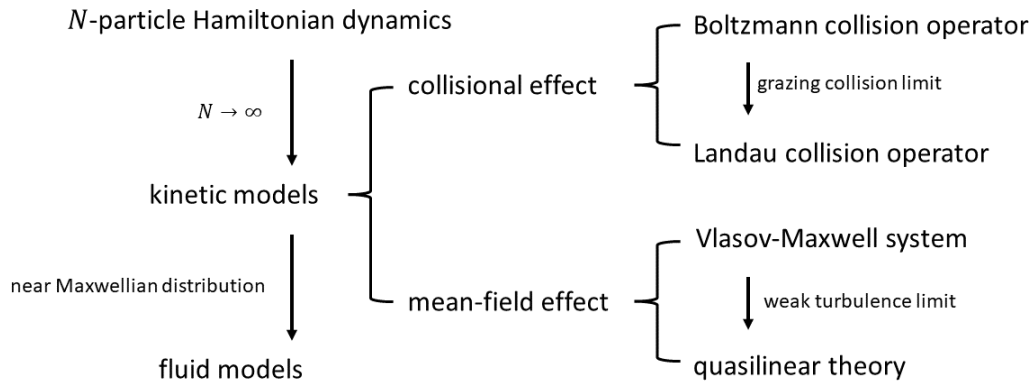 N-particle Hamiltonian dynamics
N → ∞
kinetic models
near Maxwellian distribution
fluid models
collisional effect
mean-field effect
Boltzmann collision operator
grazing collision limit
Landau collision operator
Vlasov-Maxwell system
weak turbulence limit
quasilinear theory